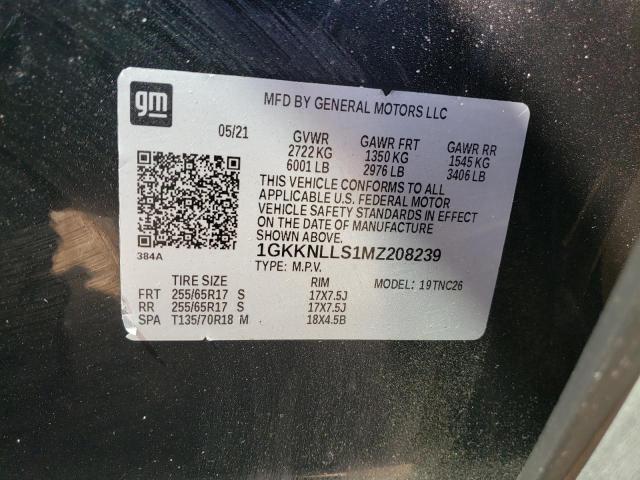 gm
MFD BY GENERAL MOTORS LLC
05/21 GVWR GAWR FRT GAWR RR
2722 KG 1350 KG 1545 KG
6001 LB 2976 LB 3406 LB
THIS VEHICLE CONFORMS TO ALL
APPLICABLE U.S. FEDERAL MOTOR
VEHICLE SAFETY STANDARDS IN EFFECT
ON THE DATE OF MANUFACTURE
SHOWN ABOVE.
384A 1GKKNLLS1MZ208239
TYPE: M.P.V.
TIRE SIZE RIM MODEL: 19TNC26
FRT 255/65R17 S 17X7.5J
RR 255/65R17 S 17X7.5J
SPA T135/70R18 M 18X4.5B